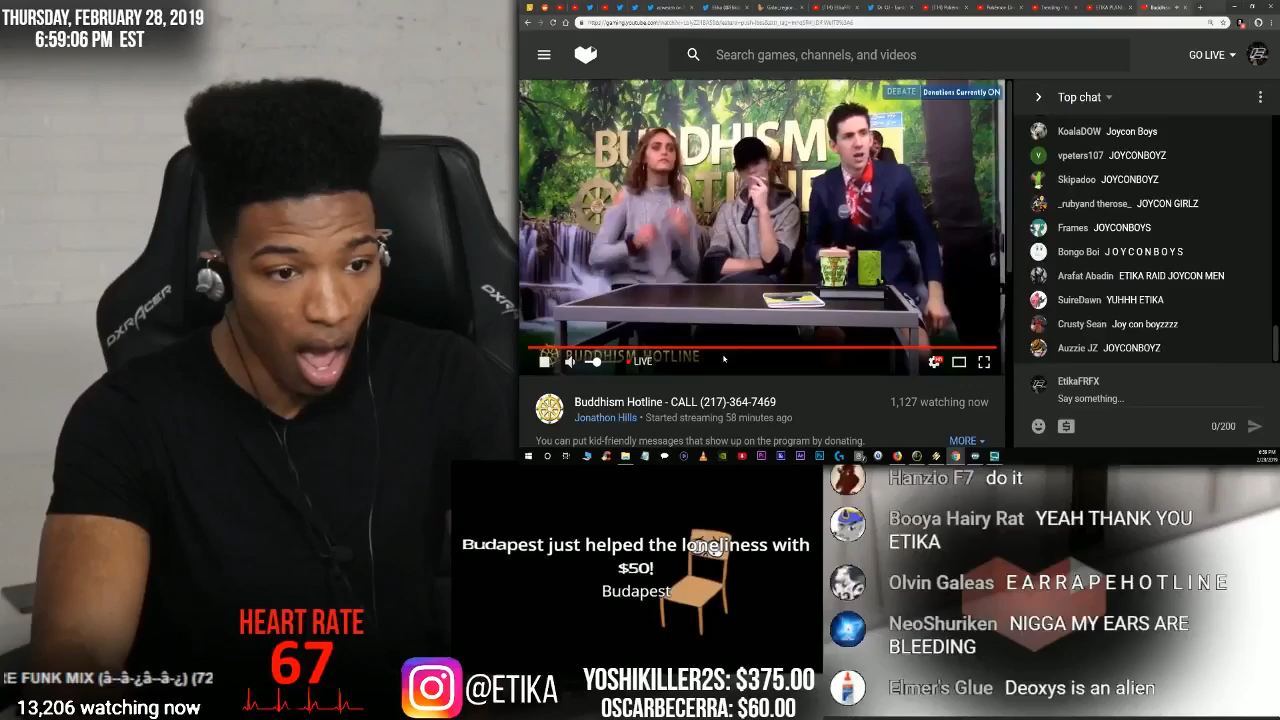 THURSDAY, FEBRUARY 28, 2019
6:59:06 PM EST
Search games, channels, and videos
GO LIVE
DEBATE Donations Currently ON
BUDDHISM
HOTLINE
BUDDHISM HOTLINE
LIVE
DXRACER
Top chat
KoalaDOW Joycon Boys
vpeters107 JOYCONBOYZ
Skipadoo JOYCONBOYZ
_rubyand therose_ JOYCON GIRLZ
Frames JOYCONBOYS
Bongo Boi J O Y C O N B O Y S
Arafat Abadin ETIKA RAID JOYCON MEN
SuireDawn YUHHH ETIKA
Crusty Sean Joy con boyzzzz
Auzzie JZ JOYCONBOYZ
EtikaFRFX
Say something...
0/200
Buddhism Hotline - CALL (217)-364-7469
1,127 watching now
Jonathon Hills • Started streaming 58 minutes ago
You can put kid-friendly messages that show up on the program by donating.
MORE
Budapest just helped the loneliness with
$50!
Budapest
Hanzio F7 do it
Booya Hairy Rat YEAH THANK YOU
ETIKA
Olvin Galeas E A R R A P E H O T L I N E
NeoShuriken NIGGA MY EARS ARE
BLEEDING
Elmer's Glue Deoxys is an alien
HEART RATE
67
E FUNK MIX (â–à–¿â–à–¿) (72
13,206 watching now
@ETIKA
YOSHIKILLER2S: $375.00
OSCARBECERRA: $60.00